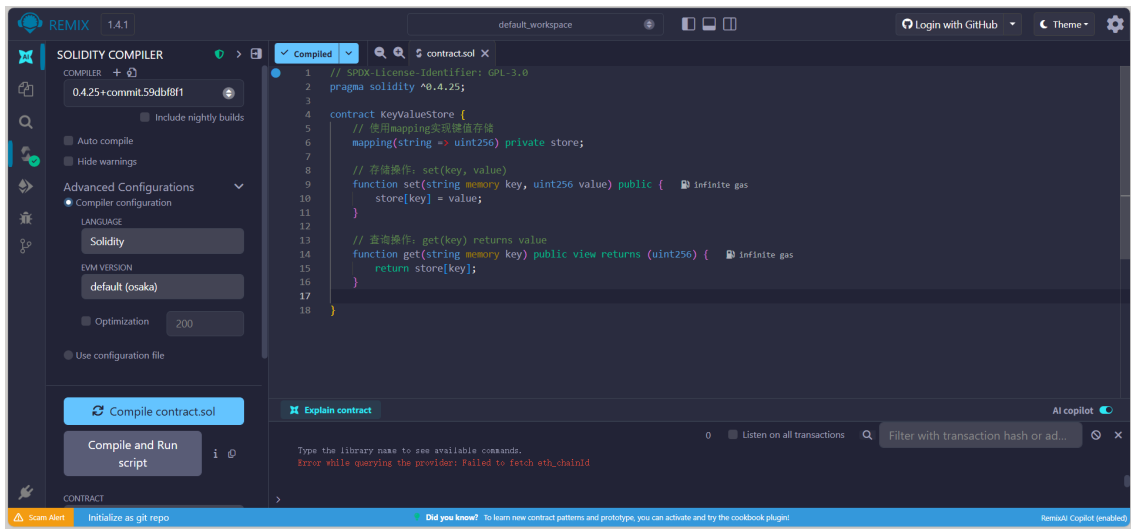 REMIX 1.4.1
default_workspace
Login with GitHub
Theme
SOLIDITY COMPILER
COMPILER
0.4.25+commit.59dbf8f1
Include nightly builds
Auto compile
Hide warnings
Advanced Configurations
Compiler configuration
LANGUAGE
Solidity
EVM VERSION
default (osaka)
Optimization
200
Use configuration file
Compile contract.sol
Compile and Run
script
CONTRACT
Compiled
contract.sol
1 // SPDX-License-Identifier: GPL-3.0
2 pragma solidity ^0.4.25;
3
4 contract KeyValueStore {
5 // 使用mapping实现键值存储
6 mapping(string => uint256) private store;
7
8 // 存储操作：set(key, value)
9 function set(string memory key, uint256 value) public { infinite gas
10 store[key] = value;
11 }
12
13 // 查询操作：get(key) returns value
14 function get(string memory key) public view returns (uint256) { infinite gas
15 return store[key];
16 }
17
18 }
Explain contract
AI copilot
0
Listen on all transactions
Filter with transaction hash or ad...
Type the library name to see available commands.
Error while querying the provider: Failed to fetch eth_chainId
>
Scam Alert
Initialize as git repo
Did you know? To learn new contract patterns and prototype, you can activate and try the cookbook plugin!
RemixAI Copilot (enabled)